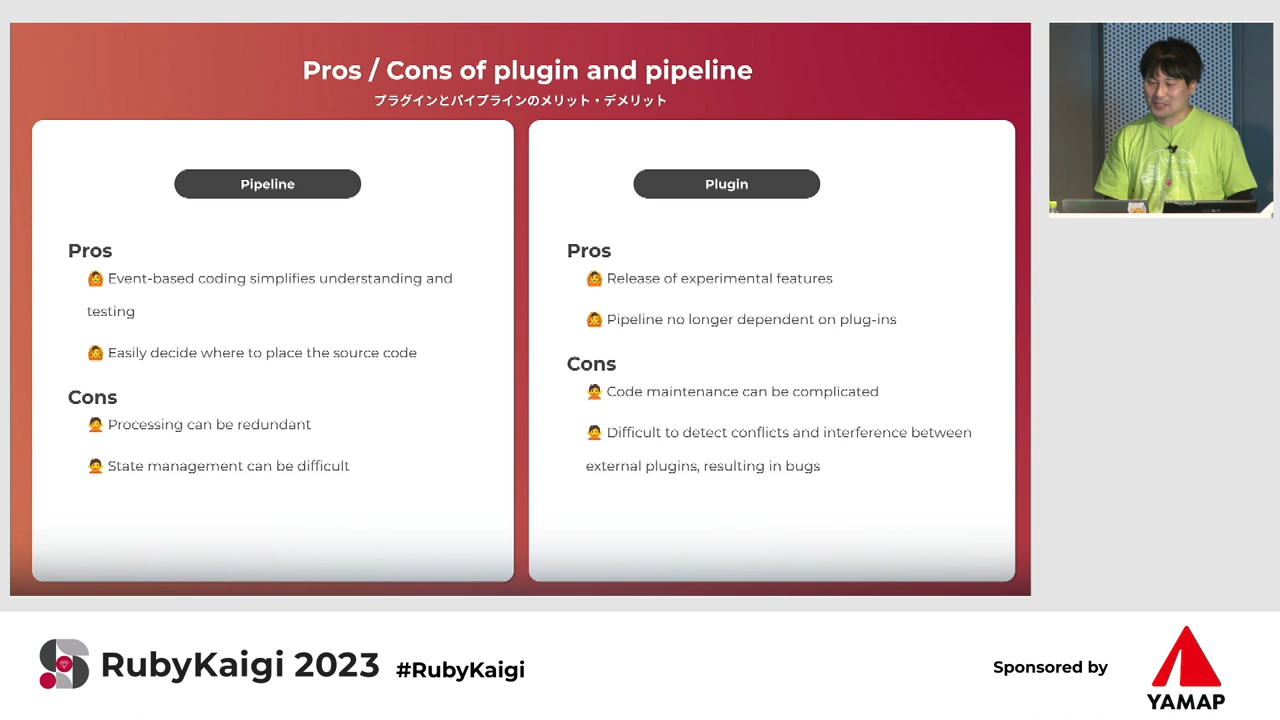 Pros / Cons of plugin and pipeline
プラグインとパイプラインのメリット・デメリット
Pipeline
Pros
🙆 Event-based coding simplifies understanding and
testing
🙆 Easily decide where to place the source code
Cons
🙅 Processing can be redundant
🙅 State management can be difficult
Plugin
Pros
🙆 Release of experimental features
🙆 Pipeline no longer dependent on plug-ins
Cons
🙅 Code maintenance can be complicated
🙅 Difficult to detect conflicts and interference between
external plugins, resulting in bugs
RubyKaigi 2023 #RubyKaigi
Sponsored by
YAMAP